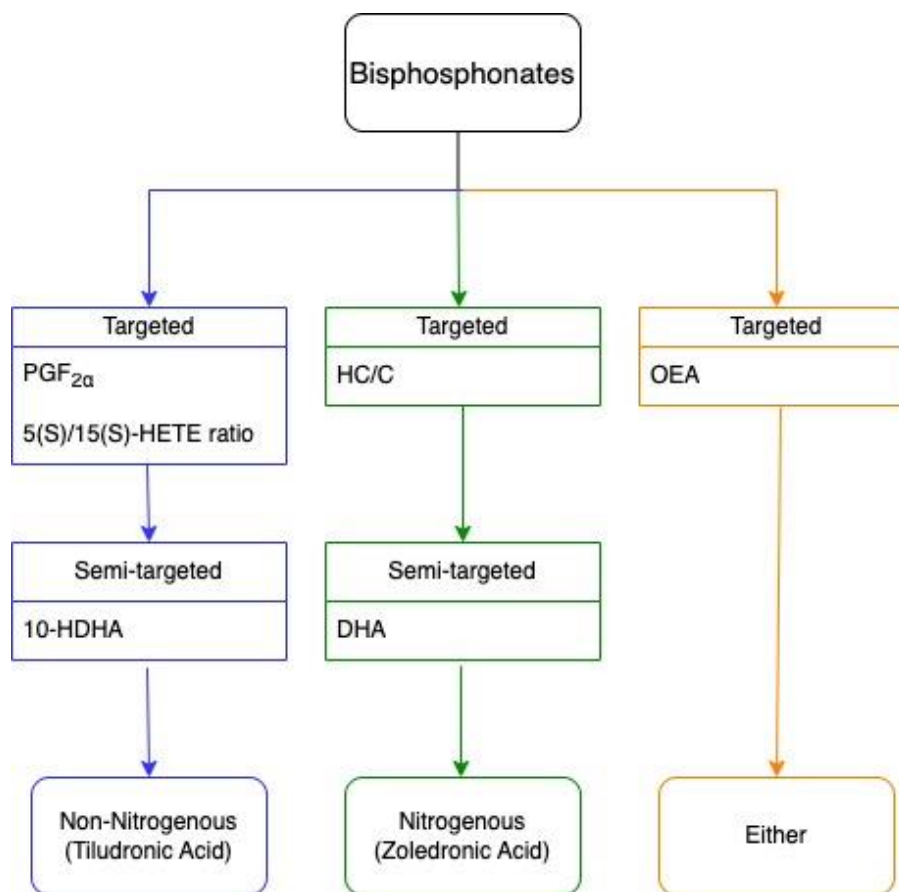 Bisphosphonates
Targeted
PGF2α
5(S)/15(S)-HETE ratio
Semi-targeted
10-HDHA
Non-Nitrogenous
(Tiludronic Acid)
Targeted
HC/C
Semi-targeted
DHA
Nitrogenous
(Zoledronic Acid)
Targeted
OEA
Either